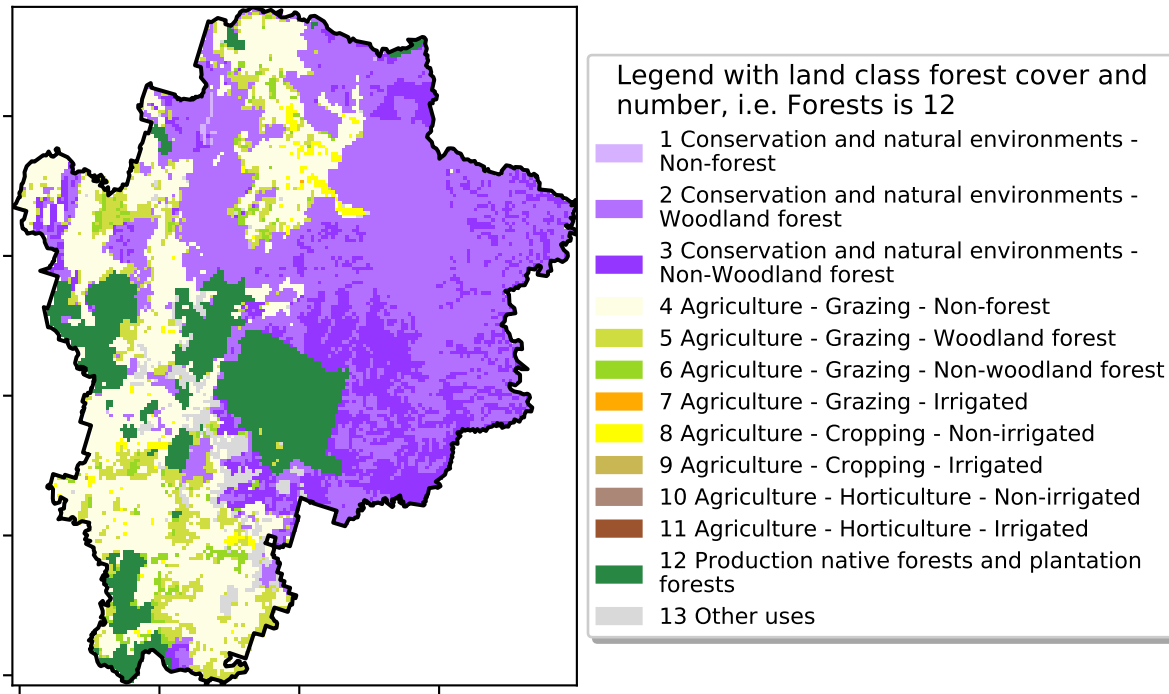 Legend with land class forest cover and
number, i.e. Forests is 12
1 Conservation and natural environments -
Non-forest
2 Conservation and natural environments -
Woodland forest
3 Conservation and natural environments -
Non-Woodland forest
4 Agriculture - Grazing - Non-forest
5 Agriculture - Grazing - Woodland forest
6 Agriculture - Grazing - Non-woodland forest
7 Agriculture - Grazing - Irrigated
8 Agriculture - Cropping - Non-irrigated
9 Agriculture - Cropping - Irrigated
10 Agriculture - Horticulture - Non-irrigated
11 Agriculture - Horticulture - Irrigated
12 Production native forests and plantation
forests
13 Other uses